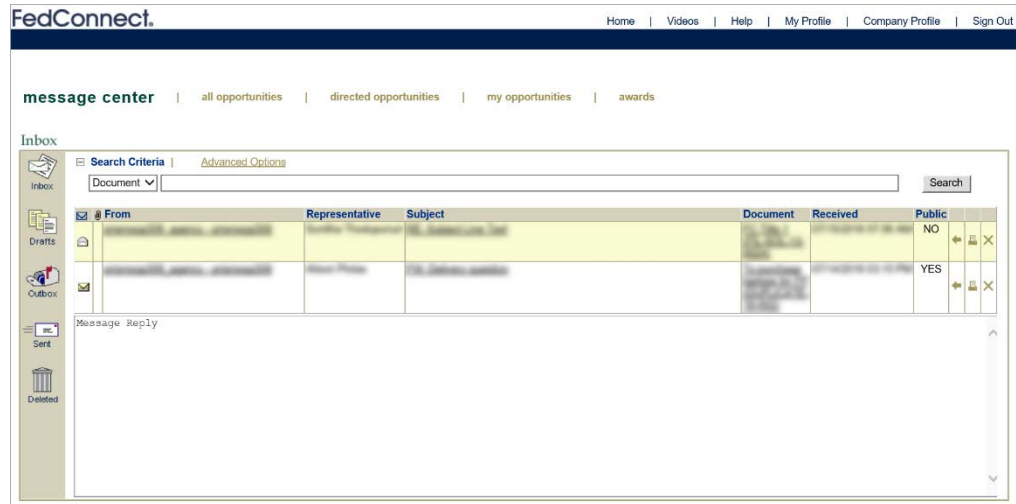 FedConnect.
Home | Videos | Help | My Profile | Company Profile | Sign Out
message center | all opportunities | directed opportunities | my opportunities | awards
Inbox
Search Criteria | Advanced Options
Document Search
From Representative Subject Document Received Public
NO
YES
Message Reply
Inbox
Drafts
Outbox
Sent
Deleted